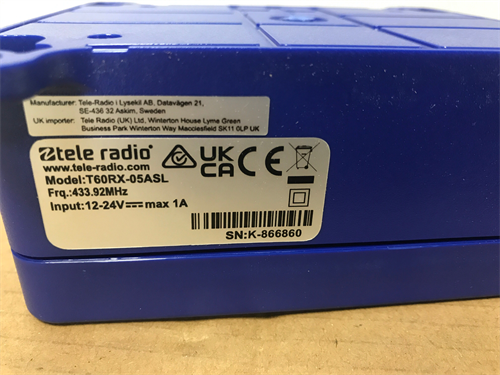 Manufacturer: Tele-Radio i Lysekil AB, Datavägen 21,
SE-436 32 Askim, Sweden
UK importer: Tele Radio (UK) Ltd, Winterton House Lyme Green
Business Park Winterton Way Macclesfield SK11 0LP UK
tele radio®
www.tele-radio.com
Model:T60RX-05ASL
Frq.:433.92MHz
Input:12-24V⎓max 1A
UK
CA
CE
SN:K-866860